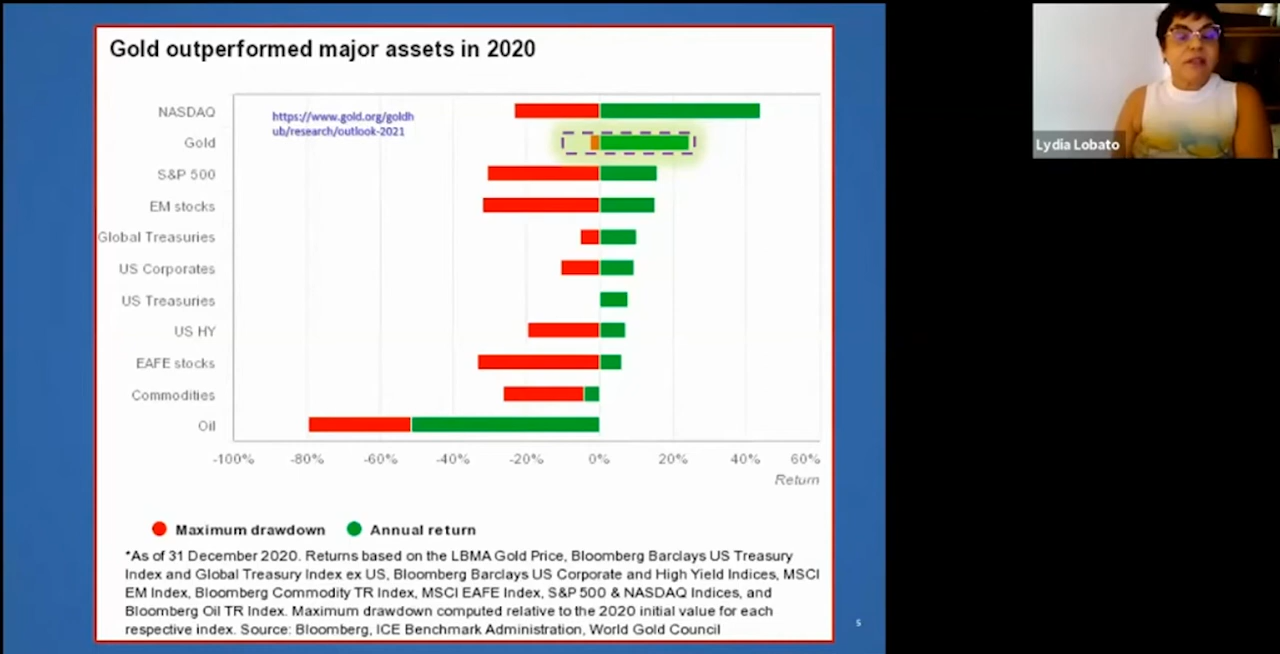 Gold outperformed major assets in 2020
https://www.gold.org/goldh
ub/research/outlook-2021
NASDAQ
Gold
S&P 500
EM stocks
Global Treasuries
US Corporates
US Treasuries
US HY
EAFE stocks
Commodities
Oil
-100% -80% -60% -40% -20% 0% 20% 40% 60%
Return
Maximum drawdown Annual return
*As of 31 December 2020. Returns based on the LBMA Gold Price, Bloomberg Barclays US Treasury
Index and Global Treasury Index ex US, Bloomberg Barclays US Corporate and High Yield Indices, MSCI
EM Index, Bloomberg Commodity TR Index, MSCI EAFE Index, S&P 500 & NASDAQ Indices, and
Bloomberg Oil TR Index. Maximum drawdown computed relative to the 2020 initial value for each
respective index. Source: Bloomberg, ICE Benchmark Administration, World Gold Council
5
Lydia Lobato